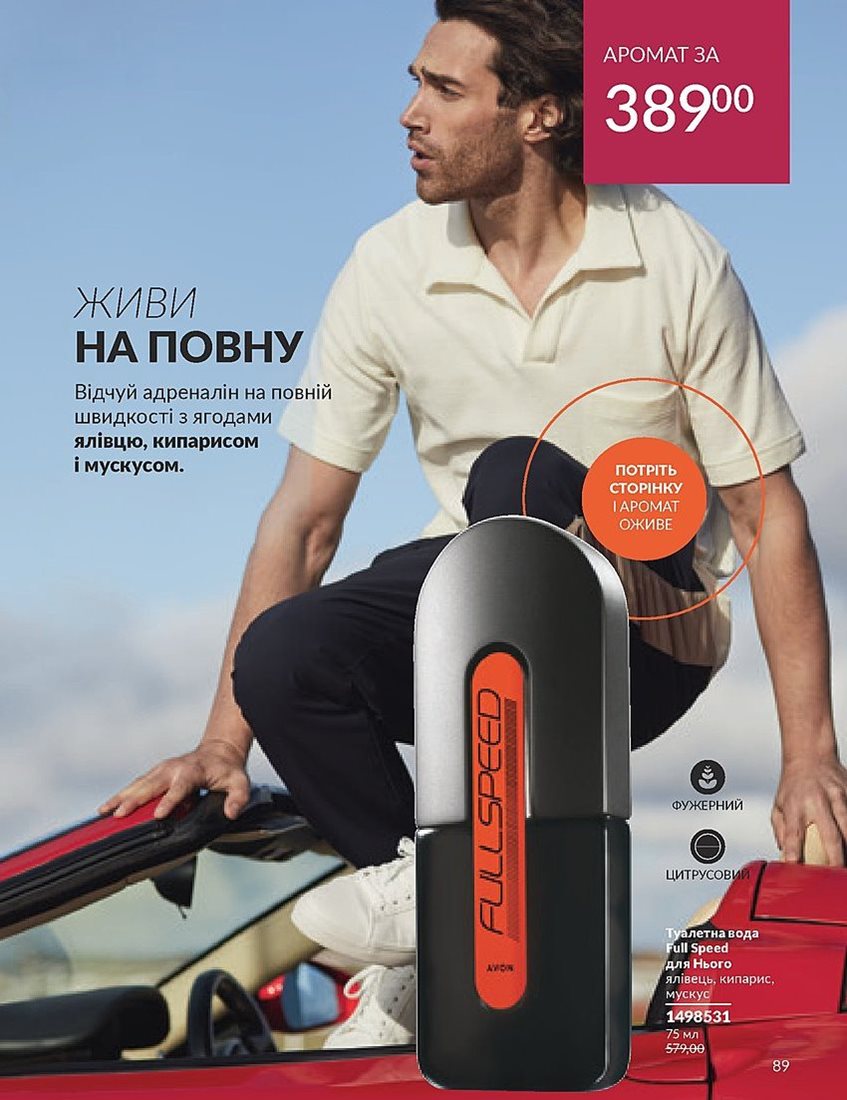 АРОМАТ ЗА
389⁰⁰
ЖИВИ
НА ПОВНУ
Відчуй адреналін на повній
швидкості з ягодами
ялівцю, кипарисом
і мускусом.
ПОТРІТЬ
СТОРІНКУ
І АРОМАТ
ОЖИВЕ
FULLSPEED
AVON
ФУЖЕРНИЙ
ЦИТРУСОВИЙ
Туалетна вода
Full Speed
для Нього
ялівець, кипарис,
мускус
1498531
75 мл
579,00
89